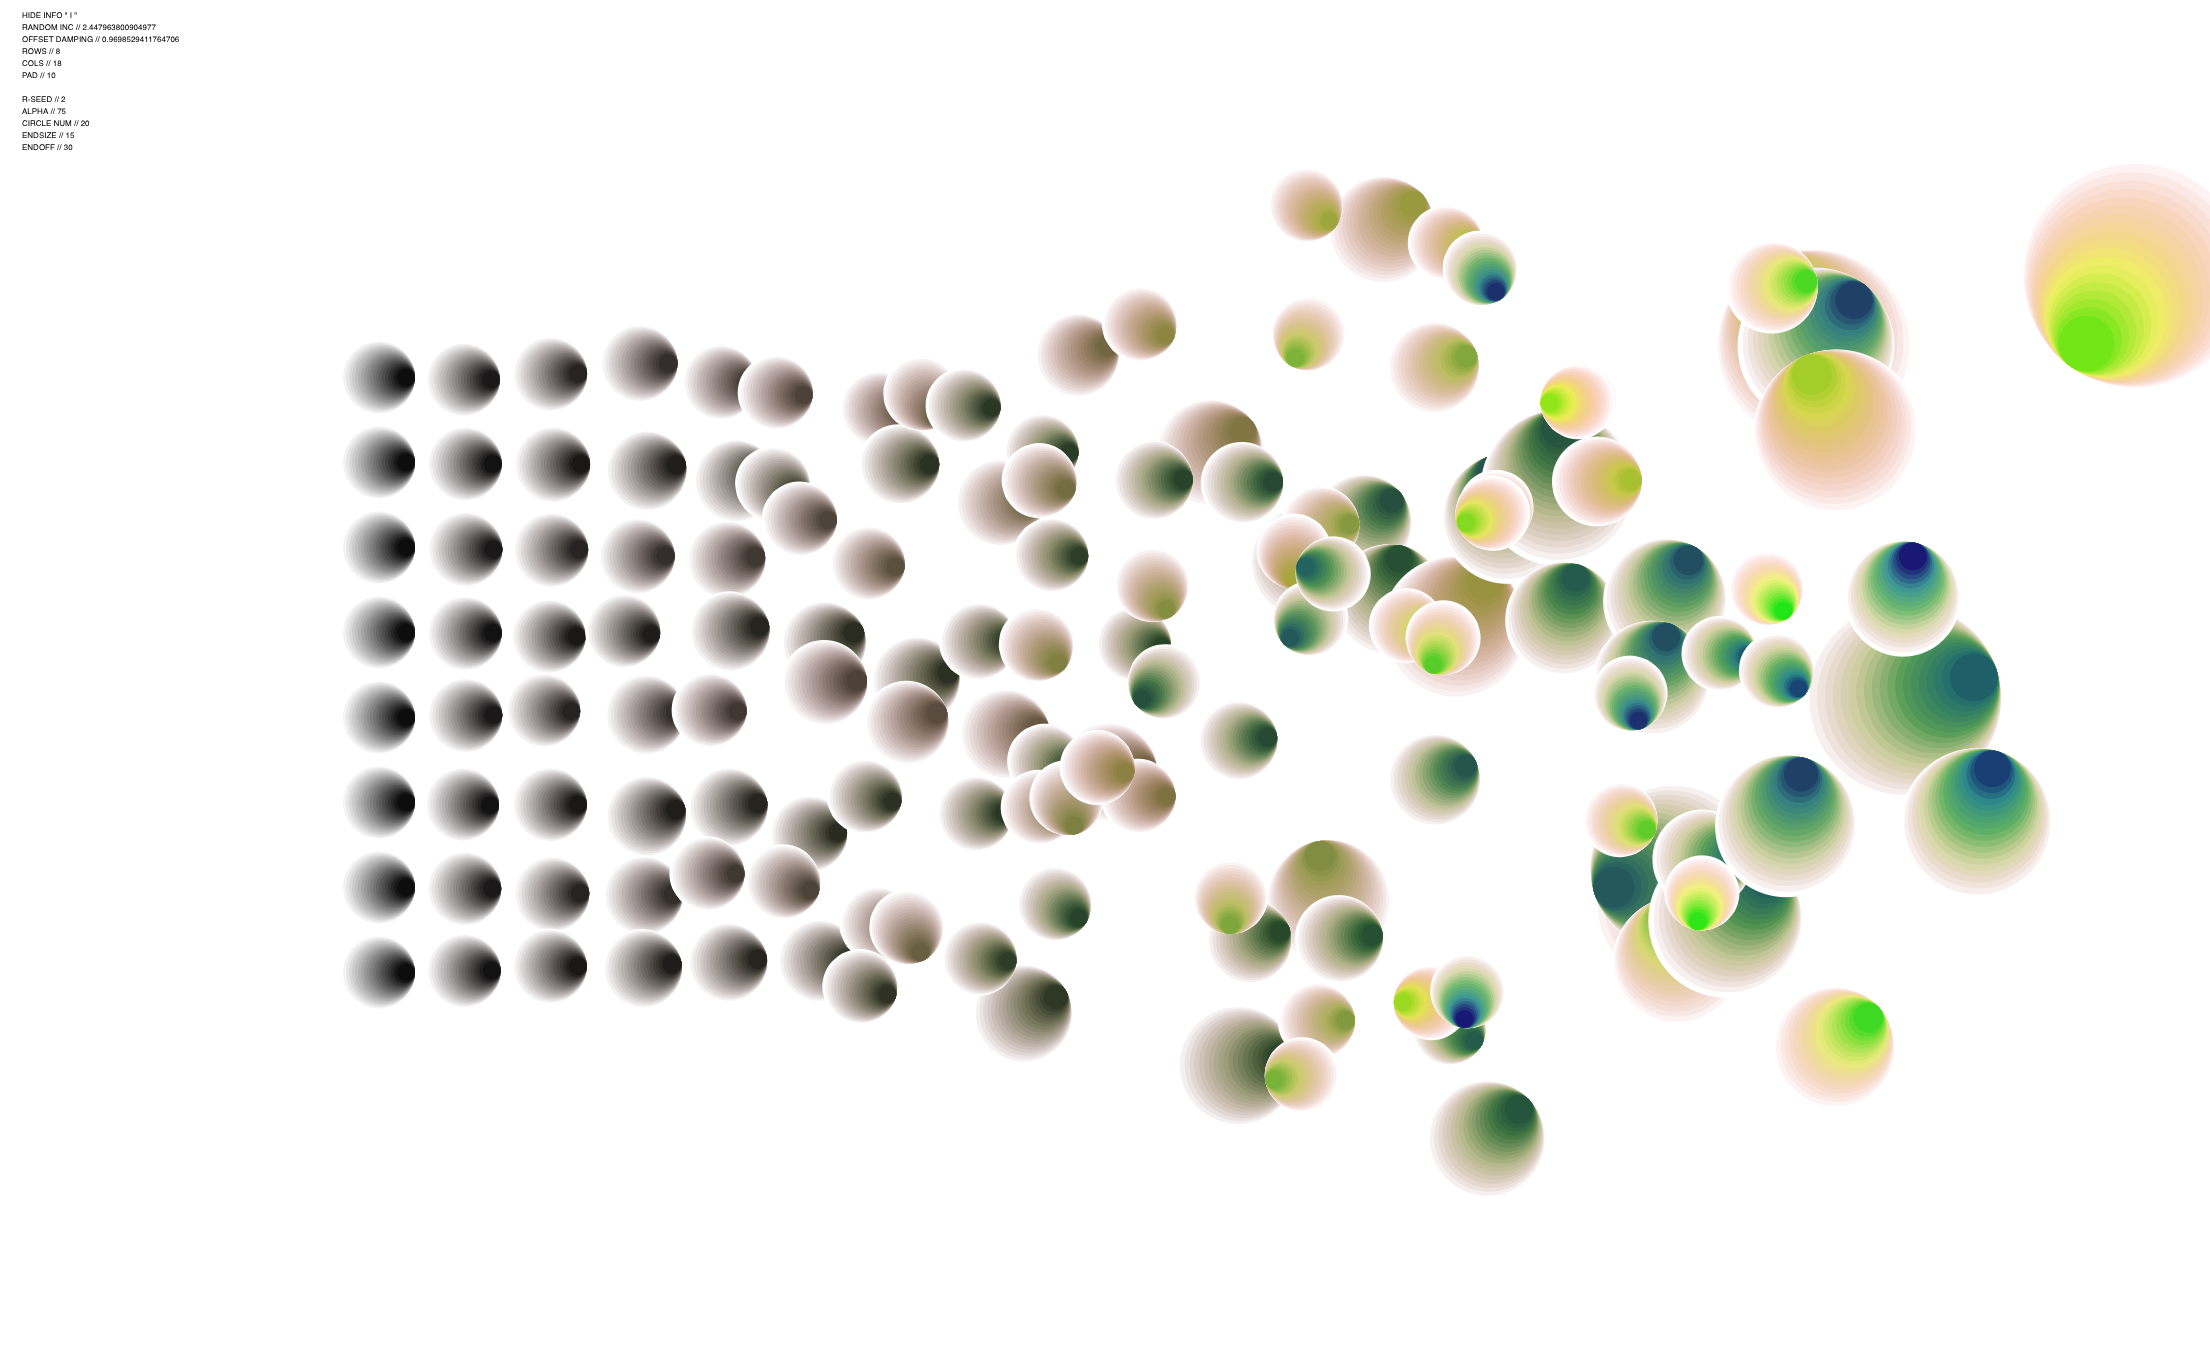 HIDE INFO " I "
RANDOM INC // 2.447963800904977
OFFSET DAMPING // 0.9698529411764706
ROWS // 8
COLS // 18
PAD // 10
R-SEED // 2
ALPHA // 75
CIRCLE NUM // 20
ENDSIZE // 15
ENDOFF // 30